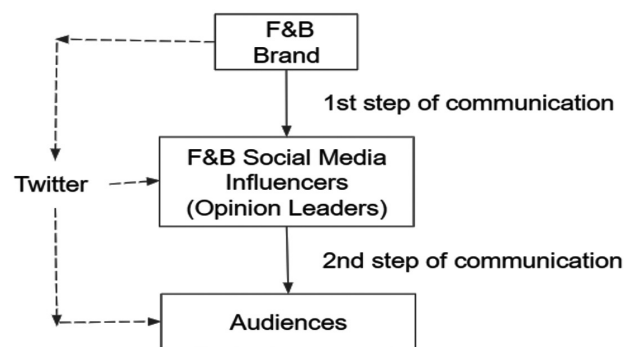 F&B
Brand
1st step of communication
F&B Social Media
Influencers
(Opinion Leaders)
Twitter
2nd step of communication
Audiences